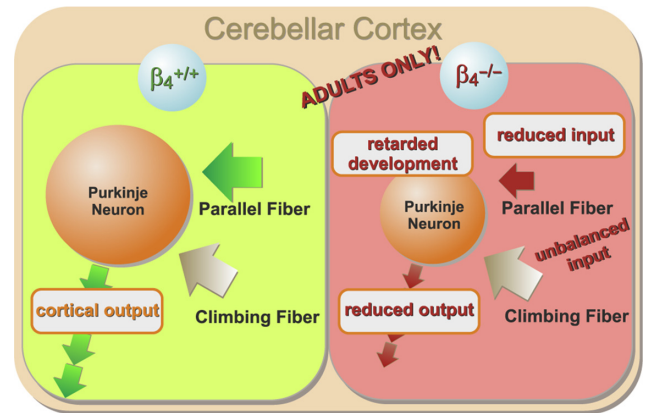 Cerebellar Cortex
β₄⁺/⁺
Purkinje
Neuron
Parallel Fiber
Climbing Fiber
cortical output
ADULTS ONLY!
β₄⁻/⁻
reduced input
retarded
development
Purkinje
Neuron
Parallel Fiber
unbalanced
input
Climbing Fiber
reduced output